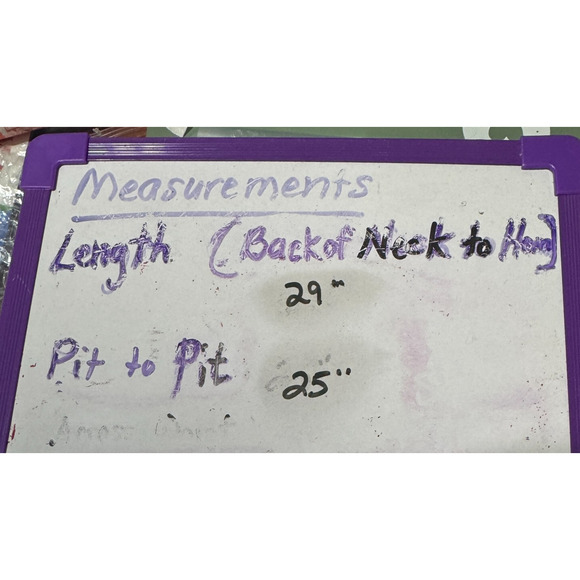 Measurements
Length (Back of Neck to Hem)
29"
Pit to Pit
25"